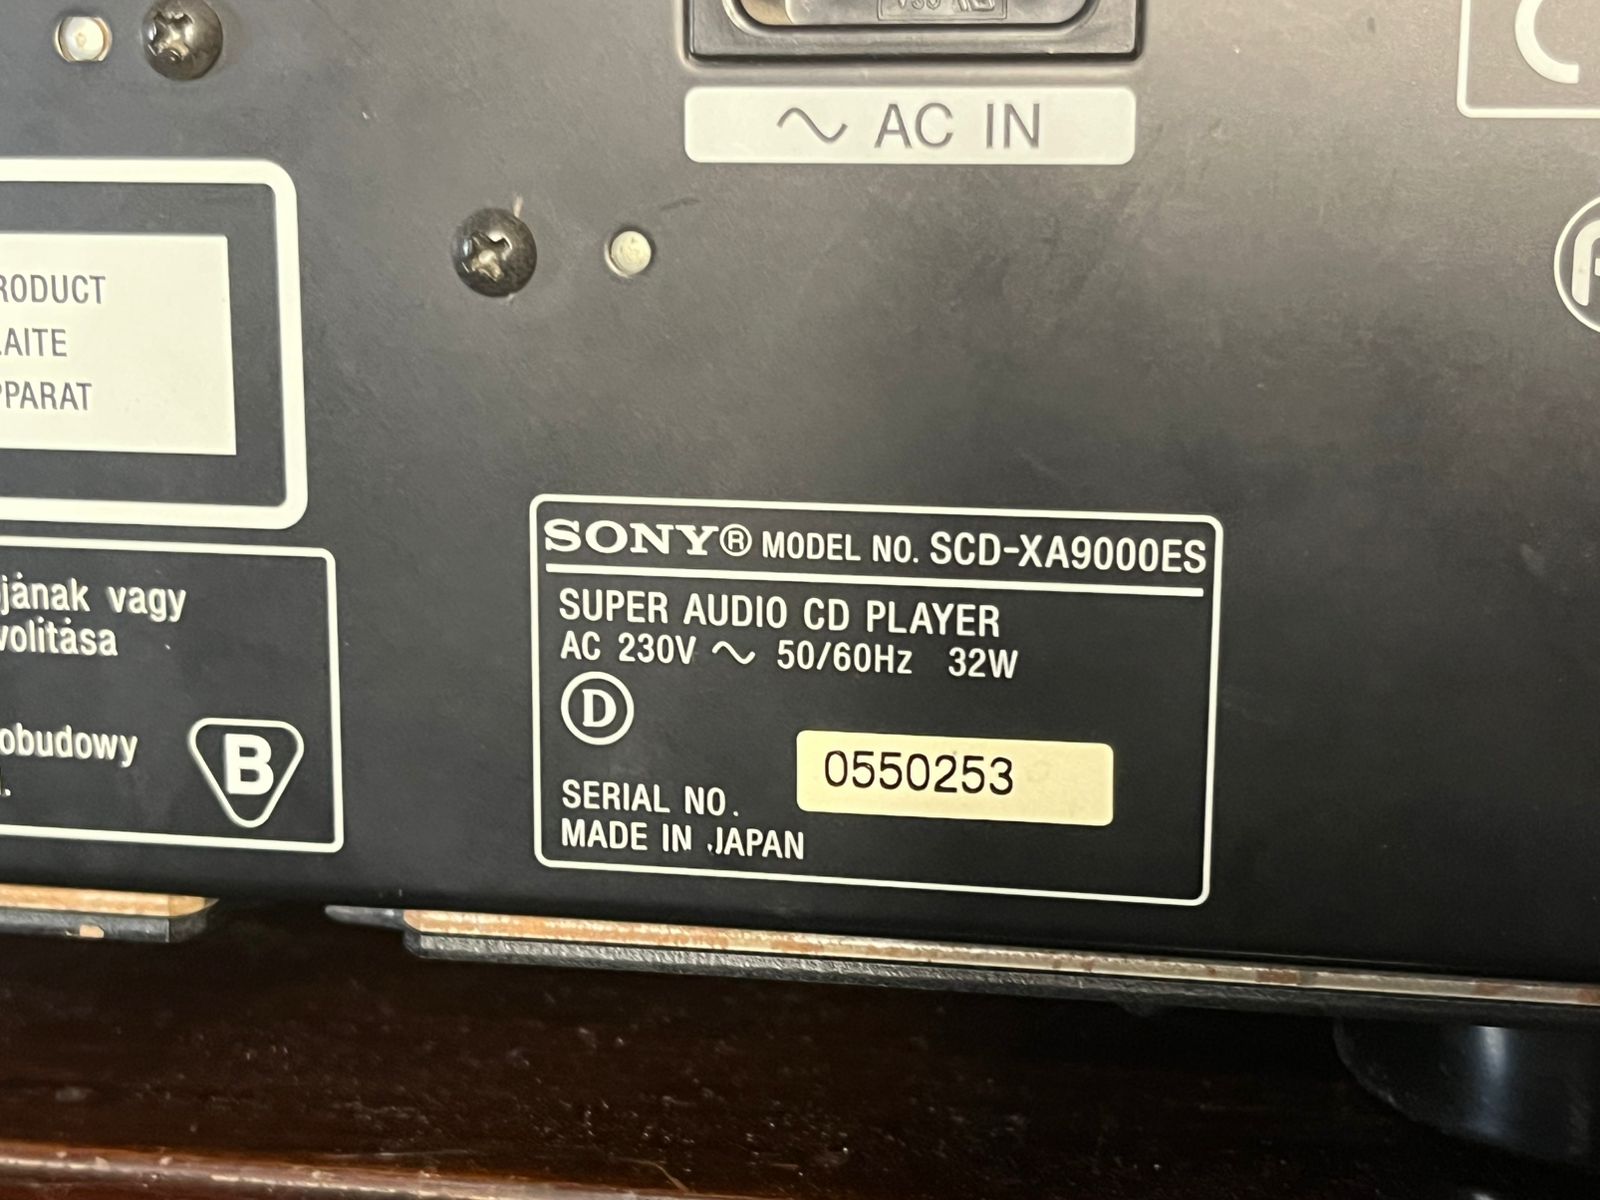 AC IN
RODUCT
LAITE
PPARAT
SONY® MODEL NO. SCD-XA9000ES
SUPER AUDIO CD PLAYER
AC 230V ~ 50/60Hz 32W
D
0550253
SERIAL NO.
MADE IN JAPAN
jának vagy
volitása
obudowy
B